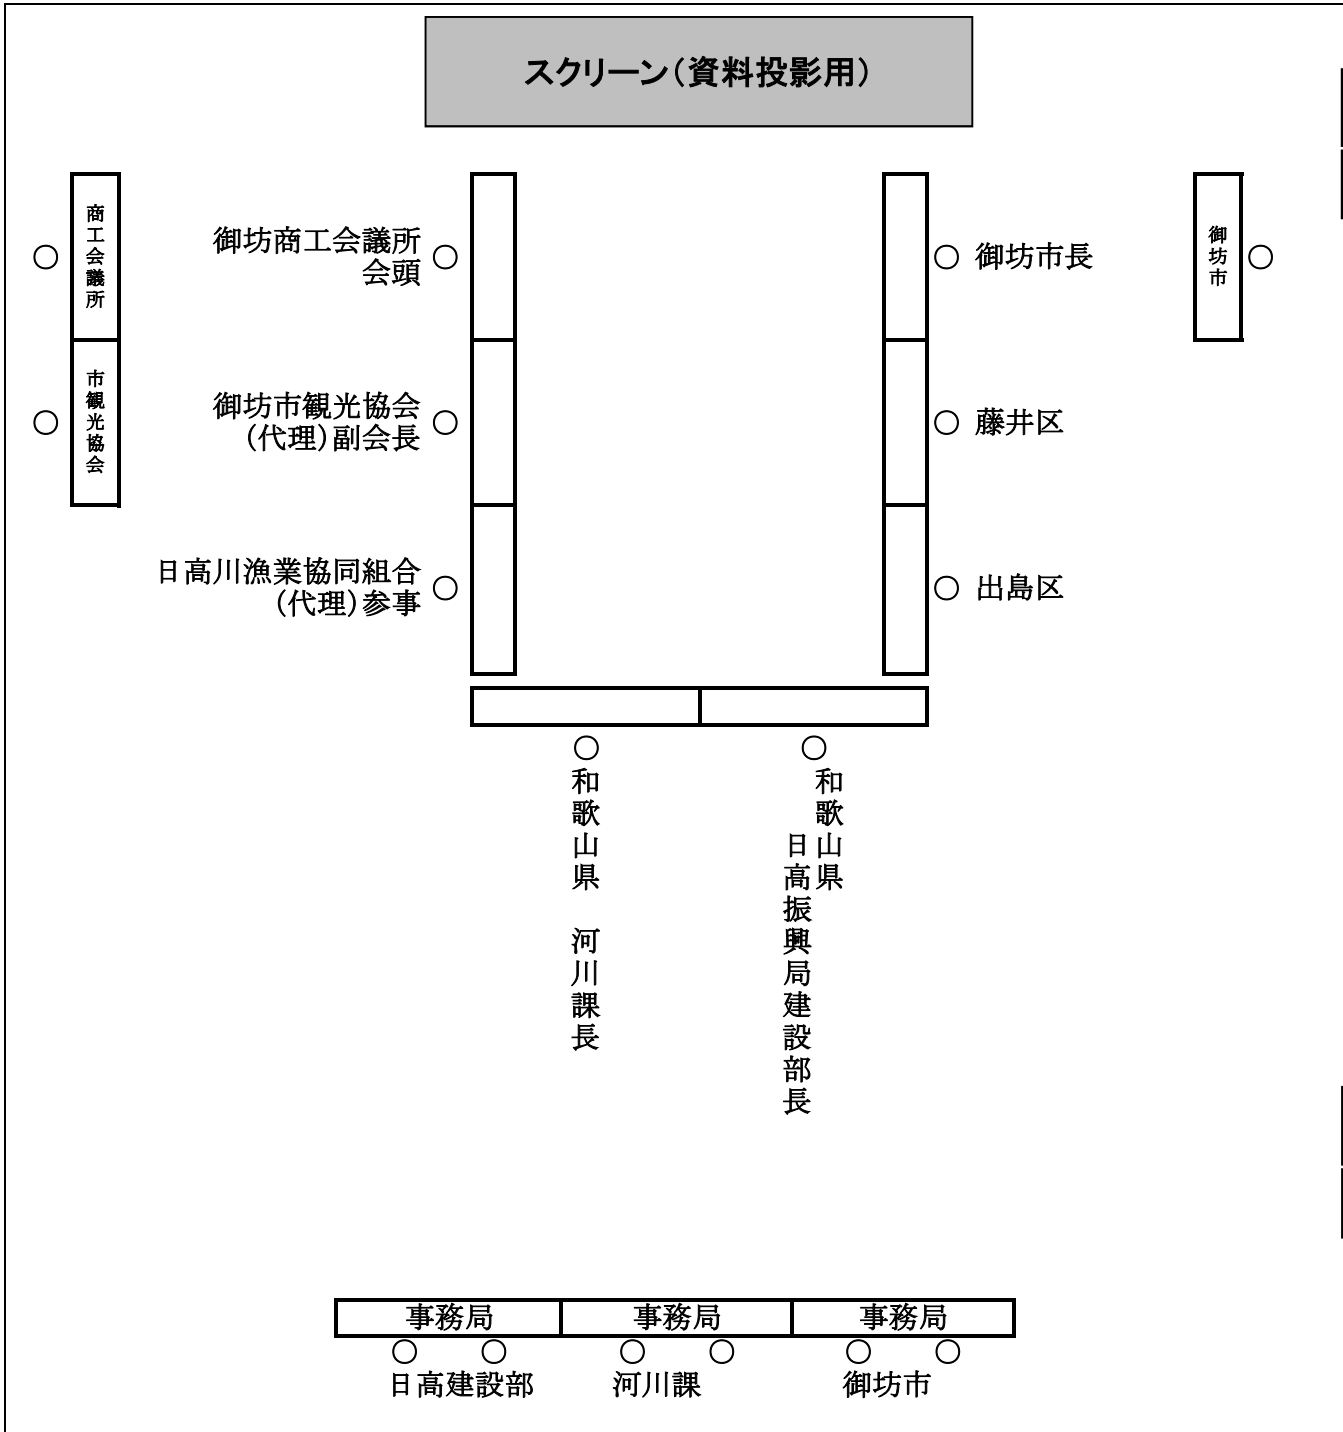 スクリーン（資料投影用）
商工会議所
御坊商工会議所
会頭
御坊市長
御坊市
市観光協会
御坊市観光協会
（代理）副会長
藤井区
日高川漁業協同組合
（代理）参事
出島区
和歌山県　河川課長
和歌山県
日高振興局建設部長
事務局
事務局
事務局
日高建設部
河川課
御坊市